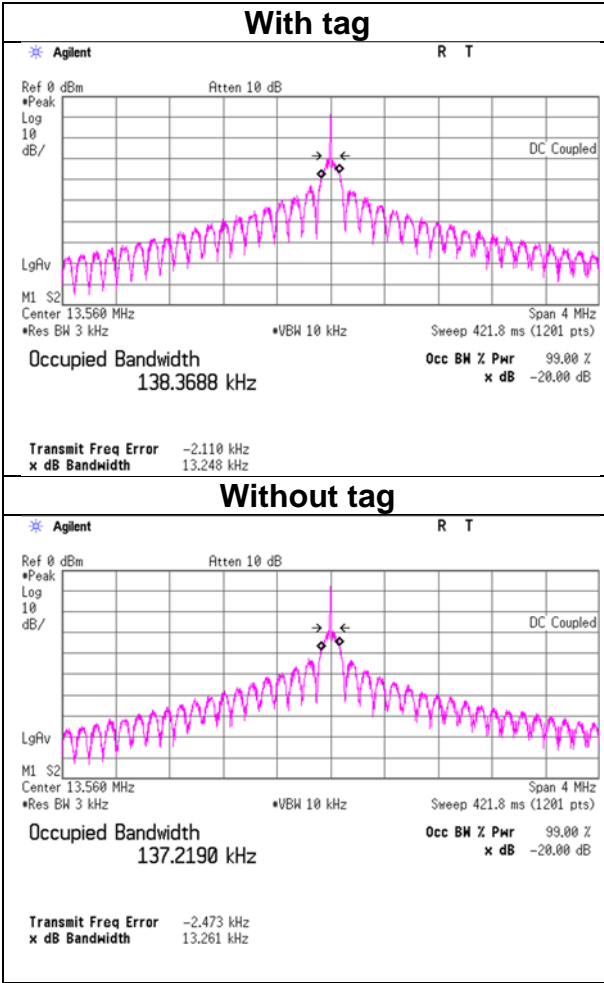 With tag
Agilent R T
Ref 0 dBm Atten 10 dB
*Peak
Log
10
dB/
DC Coupled
LgAv
M1 S2
Center 13.560 MHz Span 4 MHz
*Res BW 3 kHz *VBW 10 kHz Sweep 421.8 ms (1201 pts)
Occupied Bandwidth Occ BW % Pwr 99.00 %
138.3688 kHz x dB -20.00 dB
Transmit Freq Error -2.110 kHz
x dB Bandwidth 13.248 kHz
Without tag
Agilent R T
Ref 0 dBm Atten 10 dB
*Peak
Log
10
dB/
DC Coupled
LgAv
M1 S2
Center 13.560 MHz Span 4 MHz
*Res BW 3 kHz *VBW 10 kHz Sweep 421.8 ms (1201 pts)
Occupied Bandwidth Occ BW % Pwr 99.00 %
137.2190 kHz x dB -20.00 dB
Transmit Freq Error -2.473 kHz
x dB Bandwidth 13.261 kHz